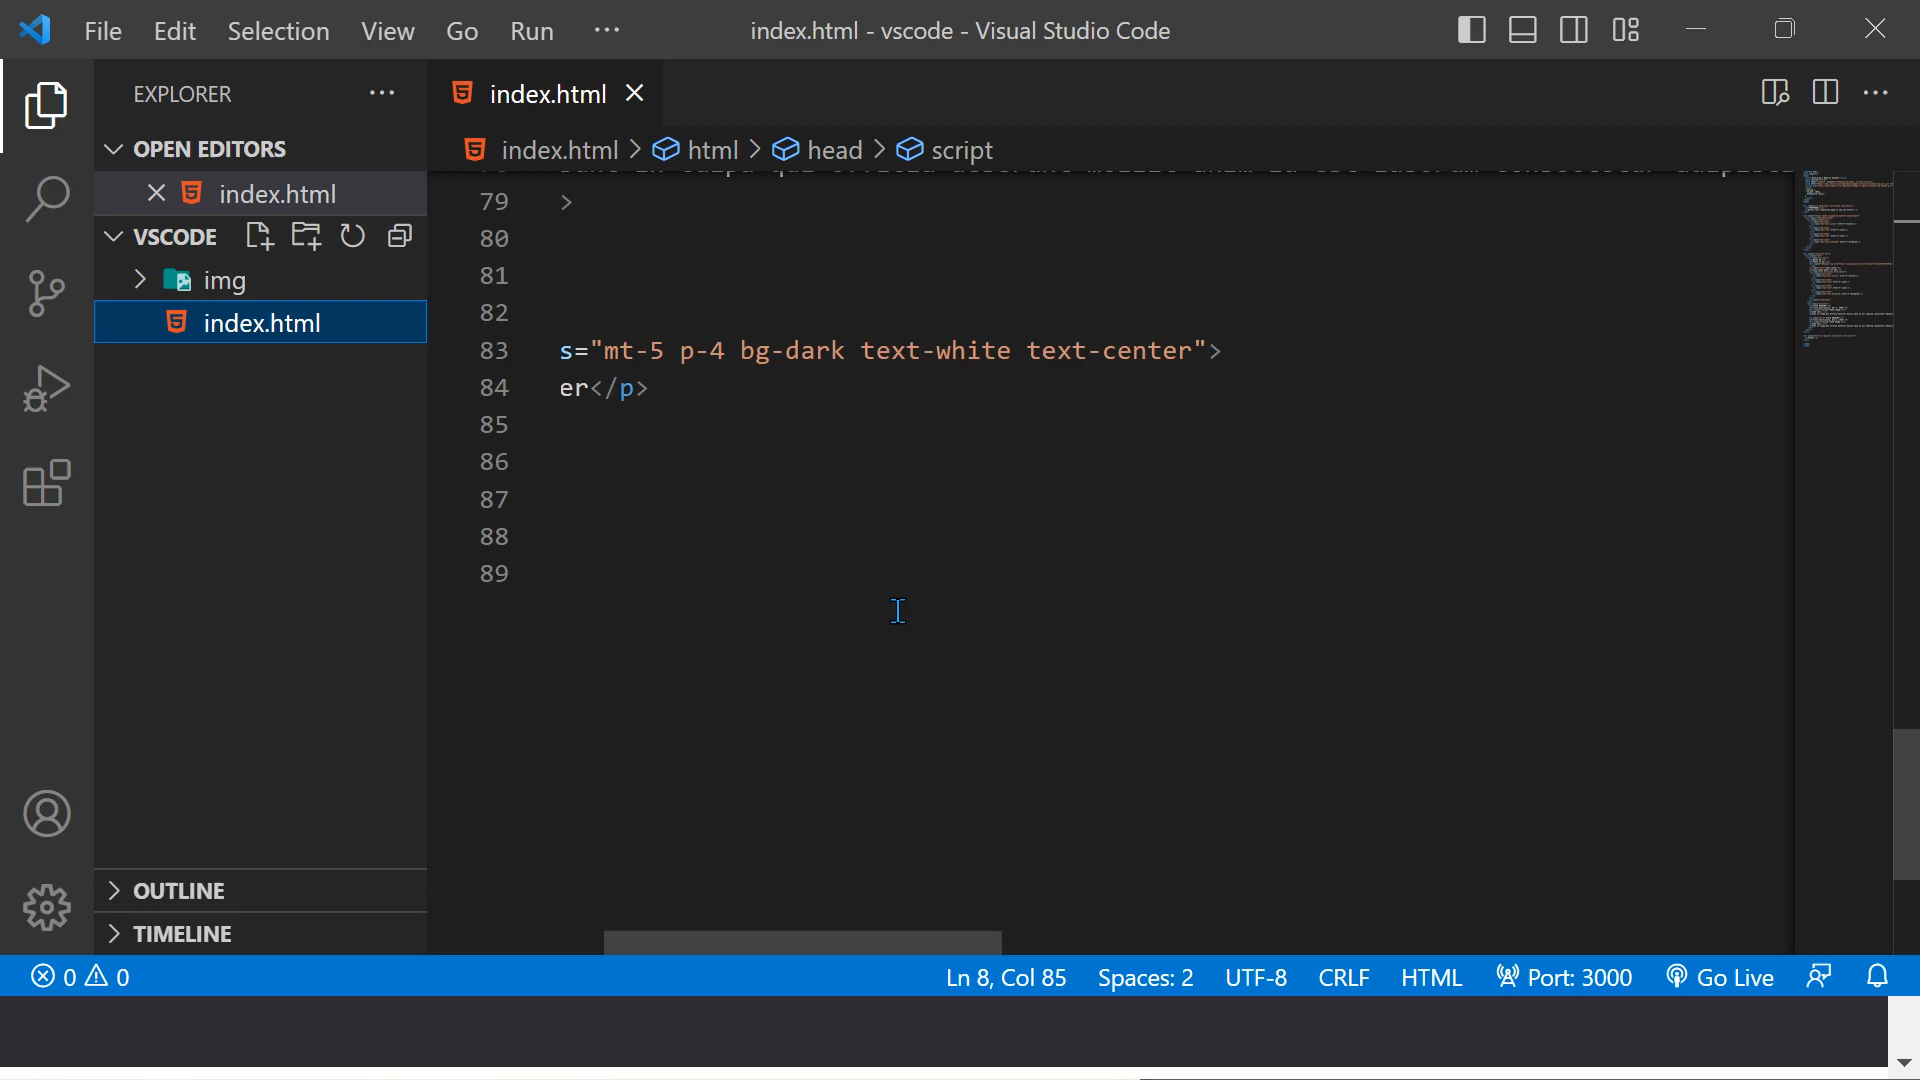 File Edit Selection View Go Run ··· index.html - vscode - Visual Studio Code
EXPLORER ···
index.html
OPEN EDITORS
index.html > html > head > script
index.html
VSCODE
img
index.html
79 >
80
81
82
83 s="mt-5 p-4 bg-dark text-white text-center">
84 er</p>
85
86
87
88
89
OUTLINE
TIMELINE
0 0 Ln 8, Col 85 Spaces: 2 UTF-8 CRLF HTML Port: 3000 Go Live